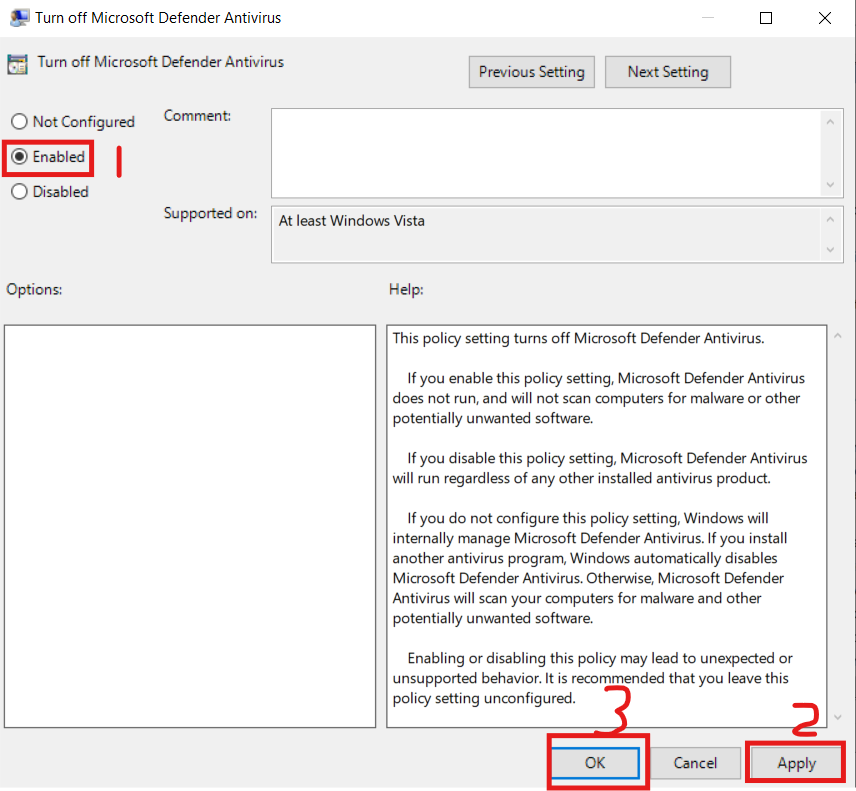 Turn off Microsoft Defender Antivirus
Turn off Microsoft Defender Antivirus
Previous Setting
Next Setting
Not Configured
Comment:
Enabled
1
Disabled
Supported on:
At least Windows Vista
Options:
Help:
This policy setting turns off Microsoft Defender Antivirus.
If you enable this policy setting, Microsoft Defender Antivirus
does not run, and will not scan computers for malware or other
potentially unwanted software.
If you disable this policy setting, Microsoft Defender Antivirus
will run regardless of any other installed antivirus product.
If you do not configure this policy setting, Windows will
internally manage Microsoft Defender Antivirus. If you install
another antivirus program, Windows automatically disables
Microsoft Defender Antivirus. Otherwise, Microsoft Defender
Antivirus will scan your computers for malware and other
potentially unwanted software.
Enabling or disabling this policy may lead to unexpected or
unsupported behavior. It is recommended that you leave this
policy setting unconfigured.
3
2
OK
Cancel
Apply